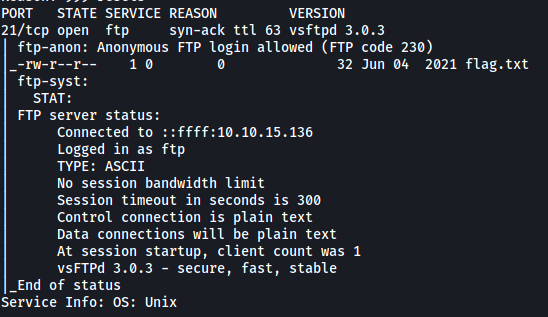 PORT   STATE SERVICE REASON         VERSION
21/tcp open  ftp     syn-ack ttl 63 vsftpd 3.0.3
| ftp-anon: Anonymous FTP login allowed (FTP code 230)
|_-rw-r--r--    1 0        0              32 Jun 04  2021 flag.txt
| ftp-syst:
|   STAT:
| FTP server status:
|      Connected to ::ffff:10.10.15.136
|      Logged in as ftp
|      TYPE: ASCII
|      No session bandwidth limit
|      Session timeout in seconds is 300
|      Control connection is plain text
|      Data connections will be plain text
|      At session startup, client count was 1
|      vsFTPd 3.0.3 - secure, fast, stable
|_End of status
Service Info: OS: Unix